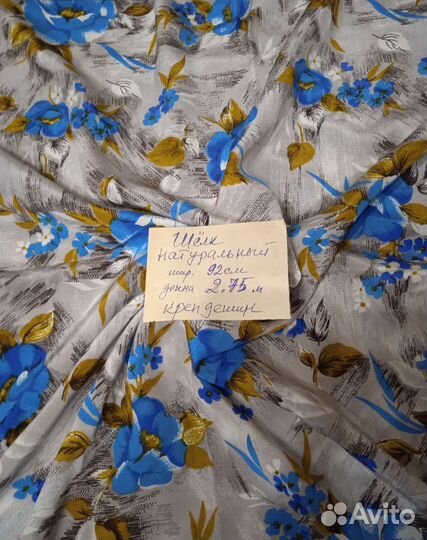 Шёлк
натуральный
шир. 92см
длина 2.75 м
крепдешин
Avito